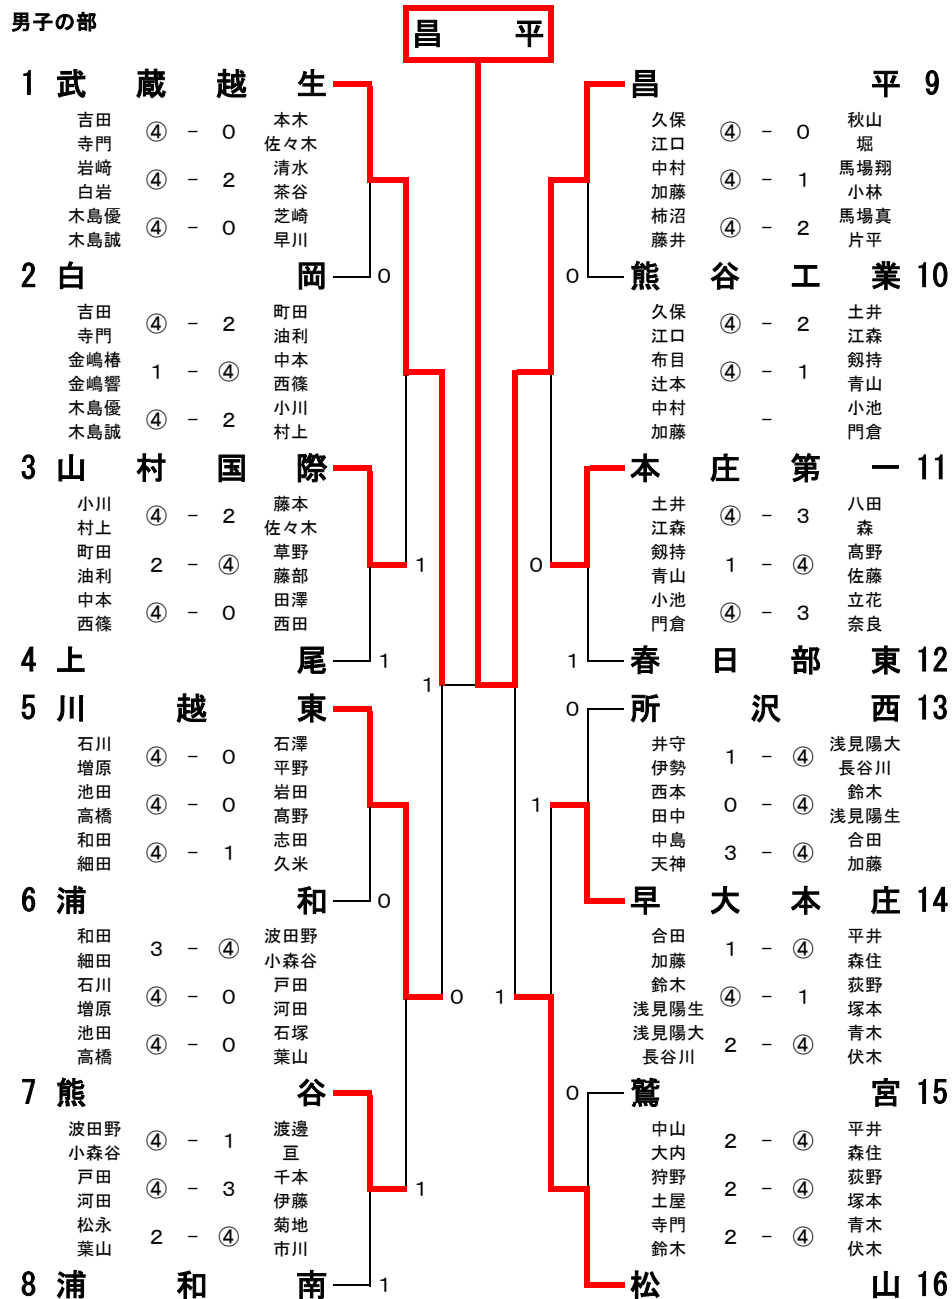 男子の部
昌 平
1 武 蔵 越 生
吉田 寺門 ④ － 0 本木 佐々木
岩﨑 白岩 ④ － 2 清水 茶谷
木島優 木島誠 ④ － 0 芝崎 早川
2 白 岡 0
吉田 寺門 ④ － 2 町田 油利
金嶋椿 金嶋響 1 － ④ 中本 西篠
木島優 木島誠 ④ － 2 小川 村上
3 山 村 国 際
小川 村上 ④ － 2 藤本 佐々木
町田 油利 2 － ④ 草野 藤部 1
中本 西篠 ④ － 0 田澤 西田
4 上 尾 1
1
5 川 越 東
石川 増原 ④ － 0 石澤 平野
池田 高橋 ④ － 0 岩田 髙野
和田 細田 ④ － 1 志田 久米
6 浦 和 0
和田 細田 3 － ④ 波田野 小森谷
石川 増原 ④ － 0 戸田 河田 0
池田 高橋 ④ － 0 石塚 葉山
7 熊 谷
波田野 小森谷 ④ － 1 渡邊 亘
戸田 河田 ④ － 3 千本 伊藤 1
松永 葉山 2 － ④ 菊地 市川
8 浦 和 南 1
昌 平 9
久保 江口 ④ － 0 秋山 堀
中村 加藤 ④ － 1 馬場翔 小林
柿沼 藤井 ④ － 2 馬場真 片平
0 熊 谷 工 業 10
久保 江口 ④ － 2 土井 江森
布目 辻本 ④ － 1 剱持 青山
中村 加藤 － 小池 門倉
本 庄 第 一 11
土井 江森 ④ － 3 八田 森
0 剱持 青山 1 － ④ 髙野 佐藤
小池 門倉 ④ － 3 立花 奈良
1 春 日 部 東 12
0 所 沢 西 13
井守 伊勢 1 － ④ 浅見陽大 長谷川
1 西本 田中 0 － ④ 鈴木 浅見陽生
中島 天神 3 － ④ 合田 加藤
早 大 本 庄 14
合田 加藤 1 － ④ 平井 森住
1 鈴木 浅見陽生 ④ － 1 荻野 塚本
浅見陽大 長谷川 2 － ④ 青木 伏木
0 鷲 宮 15
中山 大内 2 － ④ 平井 森住
狩野 土屋 2 － ④ 荻野 塚本
寺門 鈴木 2 － ④ 青木 伏木
松 山 16